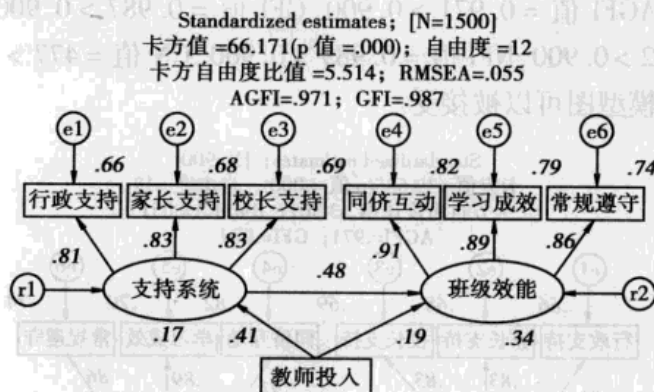 Standardized estimates; [N=1500]
卡方值=66.171(p值=.000); 自由度=12
卡方自由度比值=5.514; RMSEA=.055
AGFI=.971; GFI=.987
e1 e2 e3 e4 e5 e6
.66 .68 .69 .82 .79 .74
行政支持 家长支持 校长支持 同侪互动 学习成效 常规遵守
.81 .83 .83 .91 .89 .86
.48
r1 支持系统 班级效能 r2
.17 .41 .19 .34
教师投入